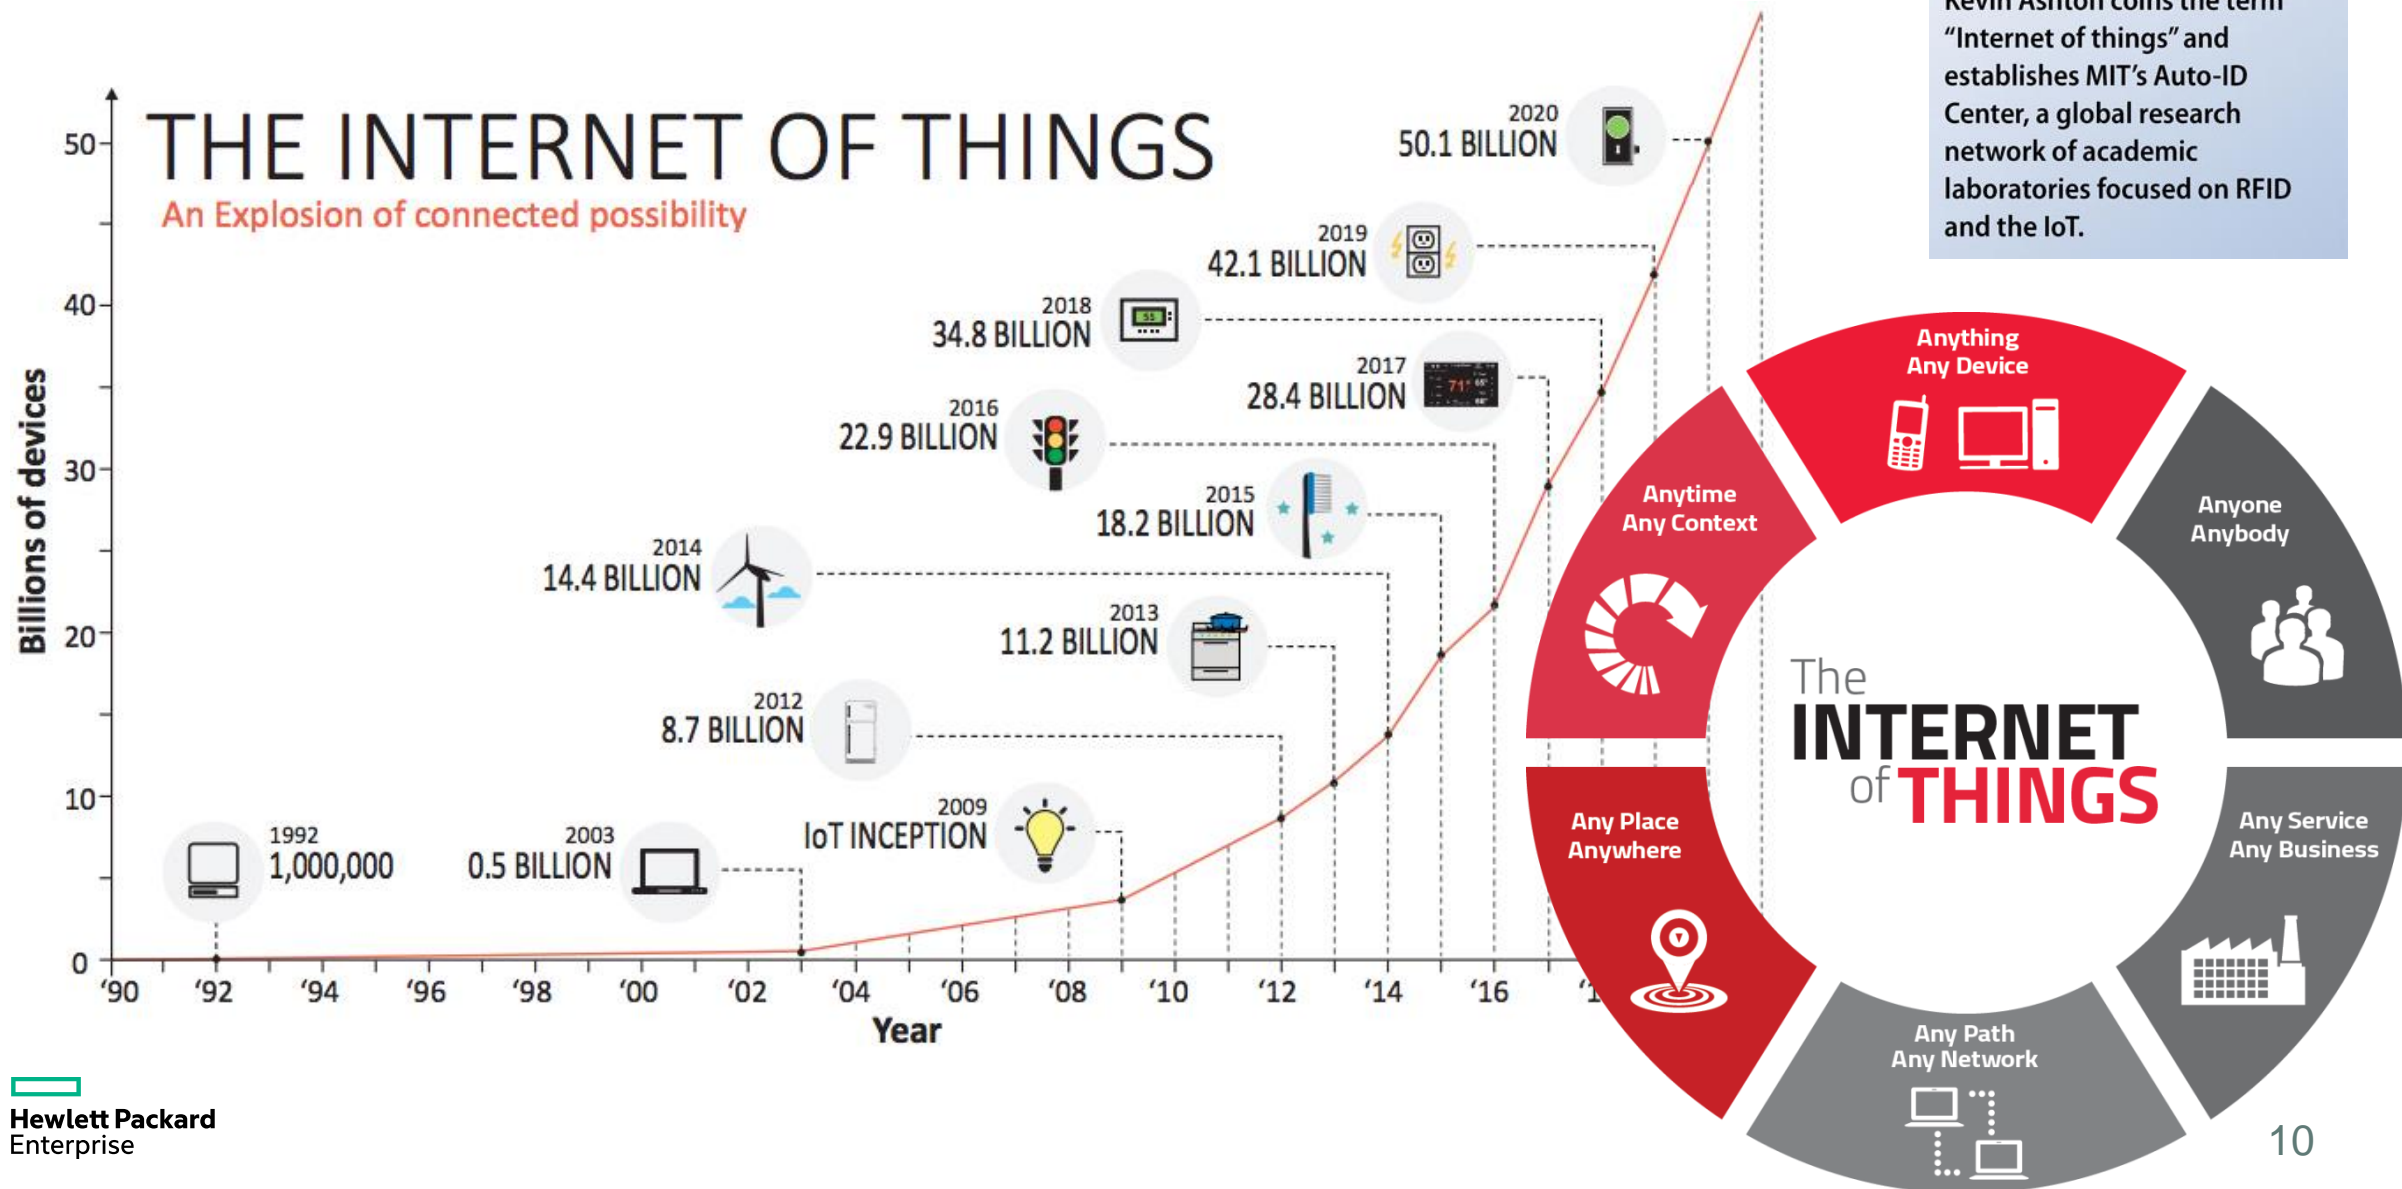 Kevin Ashton coins the term
“Internet of things” and
establishes MIT’s Auto-ID
Center, a global research
network of academic
laboratories focused on RFID
and the IoT.
THE INTERNET OF THINGS
An Explosion of connected possibility
Billions of devices
50
40
30
20
10
0
2020
50.1 BILLION
2019
42.1 BILLION
2018
34.8 BILLION
2017
28.4 BILLION
71°
2016
22.9 BILLION
2015
18.2 BILLION
2014
14.4 BILLION
2013
11.2 BILLION
2012
8.7 BILLION
2009
IoT INCEPTION
2003
0.5 BILLION
1992
1,000,000
‘90 ‘92 ‘94 ‘96 ‘98 ‘00 ‘02 ‘04 ‘06 ‘08 ‘10 ‘12 ‘14 ‘16
Year
Anything
Any Device
Anyone
Anybody
Any Service
Any Business
Any Path
Any Network
Any Place
Anywhere
Anytime
Any Context
The
INTERNET
of THINGS
Hewlett Packard
Enterprise
10